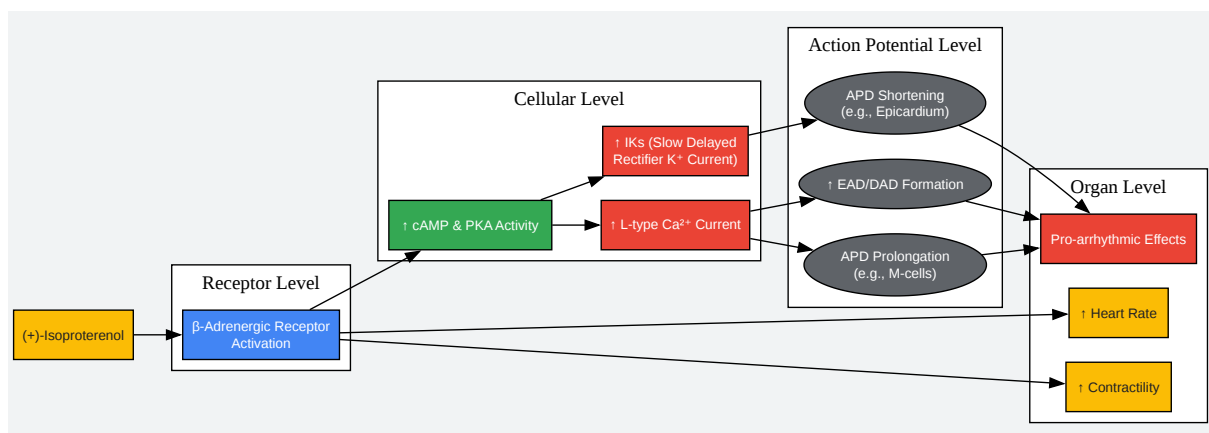 Action Potential Level
Cellular Level
APD Shortening
(e.g., Epicardium)
↑ IKs (Slow Delayed
Rectifier K⁺ Current)
↑ EAD/DAD Formation
Organ Level
↑ cAMP & PKA Activity
↑ L-type Ca²⁺ Current
Pro-arrhythmic Effects
APD Prolongation
(e.g., M-cells)
Receptor Level
(+)-Isoproterenol
β-Adrenergic Receptor
Activation
↑ Heart Rate
↑ Contractility